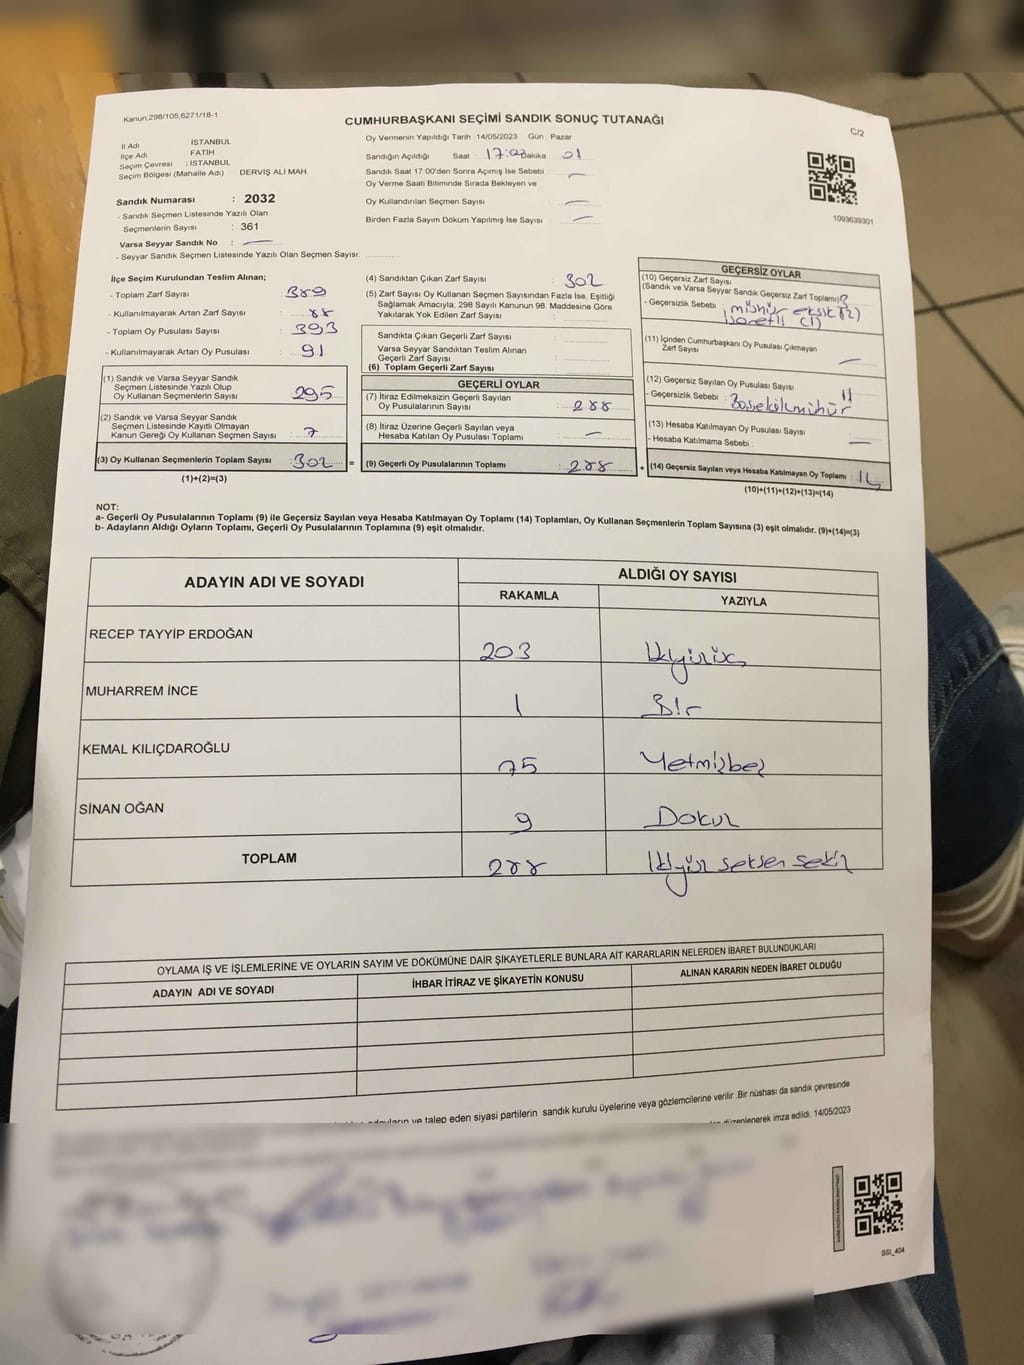 Kanun:298/105,6271/18-1
CUMHURBAŞKANI SEÇİMİ SANDIK SONUÇ TUTANAĞI
C/2
İl Adı İSTANBUL
İlçe Adı FATİH
Seçim Çevresi : İSTANBUL
Seçim Bölgesi (Mahalle Adı) DERVİŞ ALİ MAH.
Sandık Numarası : 2032
- Sandık Seçmen Listesinde Yazılı Olan
Seçmenlerin Sayısı : 361
Varsa Seyyar Sandık No : —
- Seyyar Sandık Seçmen Listesinde Yazılı Olan Seçmen Sayısı:
Oy Vermenin Yapıldığı Tarih : 14/05/2023 Gün : Pazar
Sandığın Açıldığı Saat : 17:02 Dakika 01
Sandık Saat 17.00'den Sonra Açımış İse Sebebi
Oy Verme Saati Bitiminde Sırada Bekleyen ve
Oy Kullandırılan Seçmen Sayısı : —
Birden Fazla Sayım Döküm Yapılmış İse Sayısı : —
1093639301
İlçe Seçim Kurulundan Teslim Alınan;
- Toplam Zarf Sayısı : 389
- Kullanılmayarak Artan Zarf Sayısı : 88
- Toplam Oy Pusulası Sayısı : 393
- Kullanılmayarak Artan Oy Pusulası : 91
(1) Sandık ve Varsa Seyyar Sandık
Seçmen Listesinde Yazılı Olup
Oy Kullanan Seçmenlerin Sayısı : 295
(2) Sandık ve Varsa Seyyar Sandık
Seçmen Listesinde Kayıtlı Olmayan
Kanun Gereği Oy Kullanan Seçmen Sayısı : 7
(3) Oy Kullanan Seçmenlerin Toplam Sayısı : 302 =
(1)+(2)=(3)
(4) Sandıktan Çıkan Zarf Sayısı : 302
(5) Zarf Sayısı Oy Kullanan Seçmen Sayısından Fazla İse, Eşitliği
Sağlamak Amacıyla, 298 Sayılı Kanunun 98. Maddesine Göre
Yakılarak Yok Edilen Zarf Sayısı :
Sandıkta Çıkan Geçerli Zarf Sayısı :
Varsa Seyyar Sandıktan Teslim Alınan
Geçerli Zarf Sayısı :
(6) Toplam Geçerli Zarf Sayısı :
GEÇERLİ OYLAR
(7) İtiraz Edilmeksizin Geçerli Sayılan
Oy Pusulalarının Sayısı : 288
(8) İtiraz Üzerine Geçerli Sayılan veya
Hesaba Katılan Oy Pusulası Toplamı : —
(9) Geçerli Oy Pusulalarının Toplamı : 288 +
GEÇERSİZ OYLAR
(10) Geçersiz Zarf Sayısı
(Sandık ve Varsa Seyyar Sandık Geçersiz Zarf Toplamı) 3
- Geçersizlik Sebebi : mühür eksik (2)
işaretli (1)
(11) İçinden Cumhurbaşkanı Oy Pusulası Çıkmayan
Zarf Sayısı —
(12) Geçersiz Sayılan Oy Pusulası Sayısı 11
- Geçersizlik Sebebi : mühür
(13) Hesaba Katılmayan Oy Pusulası Sayısı
- Hesaba Katılmama Sebebi : —
(14) Geçersiz Sayılan veya Hesaba Katılmayan Oy Toplamı : 14
(10)+(11)+(12)+(13)=(14)
NOT:
a- Geçerli Oy Pusulalarının Toplamı (9) ile Geçersiz Sayılan veya Hesaba Katılmayan Oy Toplamı (14) Toplamları, Oy Kullanan Seçmenlerin Toplam Sayısına (3) eşit olmalıdır. (9)+(14)=(3)
b- Adayların Aldığı Oyların Toplamı, Geçerli Oy Pusulalarının Toplamına (9) eşit olmalıdır.
ADAYIN ADI VE SOYADI
ALDIĞI OY SAYISI
RAKAMLA YAZIYLA
RECEP TAYYİP ERDOĞAN 203 İkiyüzüç
MUHARREM İNCE 1 Bir
KEMAL KILIÇDAROĞLU 75 Yetmişbeş
SİNAN OĞAN 9 Dokuz
TOPLAM 288 İkiyüz seksen sekiz
OYLAMA İŞ VE İŞLEMLERİNE VE OYLARIN SAYIM VE DÖKÜMÜNE DAİR ŞİKAYETLERLE BUNLARA AİT KARARLARIN NELERDEN İBARET BULUNDUKLARI
ADAYIN ADI VE SOYADI İHBAR İTİRAZ VE ŞİKAYETİN KONUSU ALINAN KARARIN NEDEN İBARET OLDUĞU
ve talep eden siyasi partilerin sandık kurulu üyelerine veya gözlemcilerine verilir. Bir nüshası da sandık çevresinde
düzenlenerek imza edildi. 14/05/2023
SSI_404